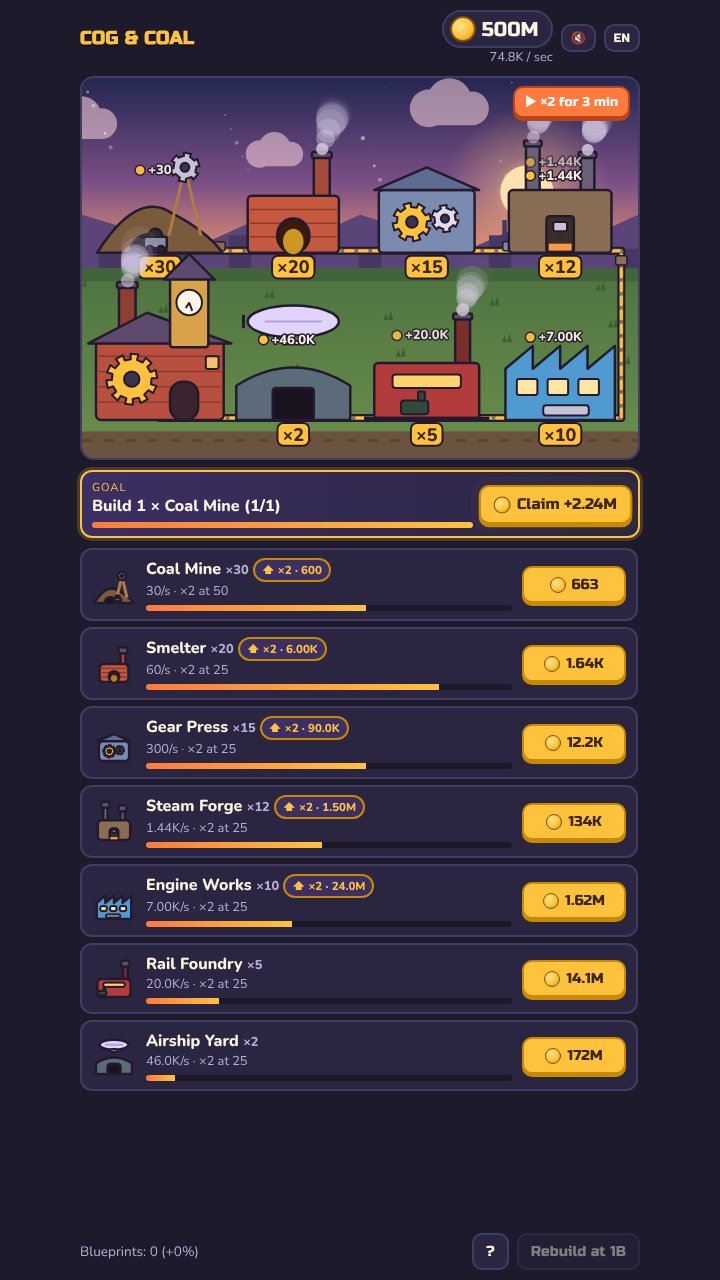 COG & COAL
500M
EN
74.8K / sec
×2 for 3 min
+30
+1.44K
+1.44K
×30
×20
×15
×12
+46.0K
+20.0K
+7.00K
×2
×5
×10
GOAL
Build 1 × Coal Mine (1/1)
Claim +2.24M
Coal Mine ×30 ×2 · 600
30/s · ×2 at 50
663
Smelter ×20 ×2 · 6.00K
60/s · ×2 at 25
1.64K
Gear Press ×15 ×2 · 90.0K
300/s · ×2 at 25
12.2K
Steam Forge ×12 ×2 · 1.50M
1.44K/s · ×2 at 25
134K
Engine Works ×10 ×2 · 24.0M
7.00K/s · ×2 at 25
1.62M
Rail Foundry ×5
20.0K/s · ×2 at 25
14.1M
Airship Yard ×2
46.0K/s · ×2 at 25
172M
Blueprints: 0 (+0%)
?
Rebuild at 1B